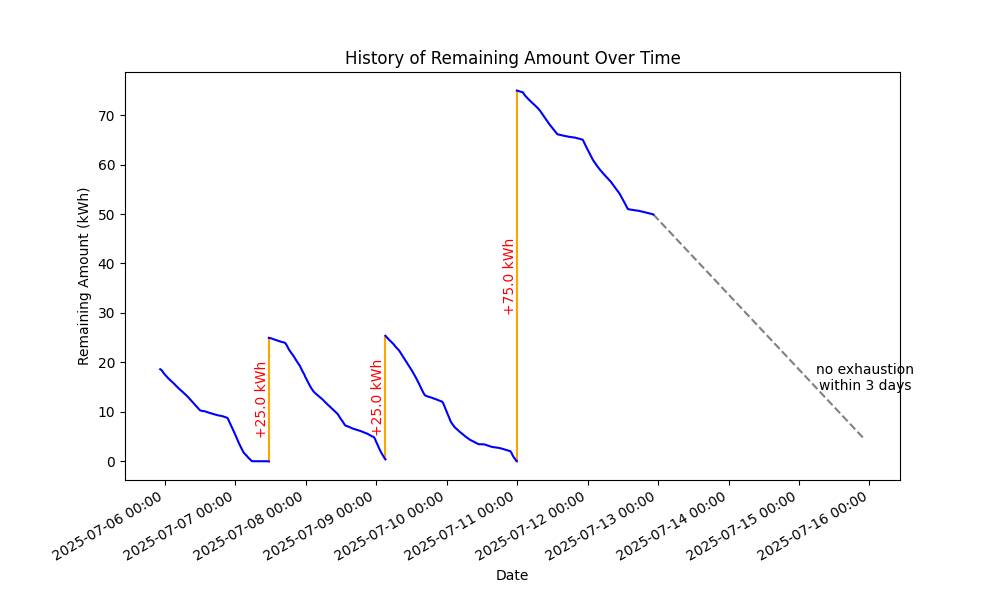 History of Remaining Amount Over Time
Remaining Amount (kWh)
70
60
50
40
30
20
10
0
+25.0 kWh
+25.0 kWh
+75.0 kWh
no exhaustion
within 3 days
2025-07-06 00:00
2025-07-07 00:00
2025-07-08 00:00
2025-07-09 00:00
2025-07-10 00:00
2025-07-11 00:00
2025-07-12 00:00
2025-07-13 00:00
2025-07-14 00:00
2025-07-15 00:00
2025-07-16 00:00
Date